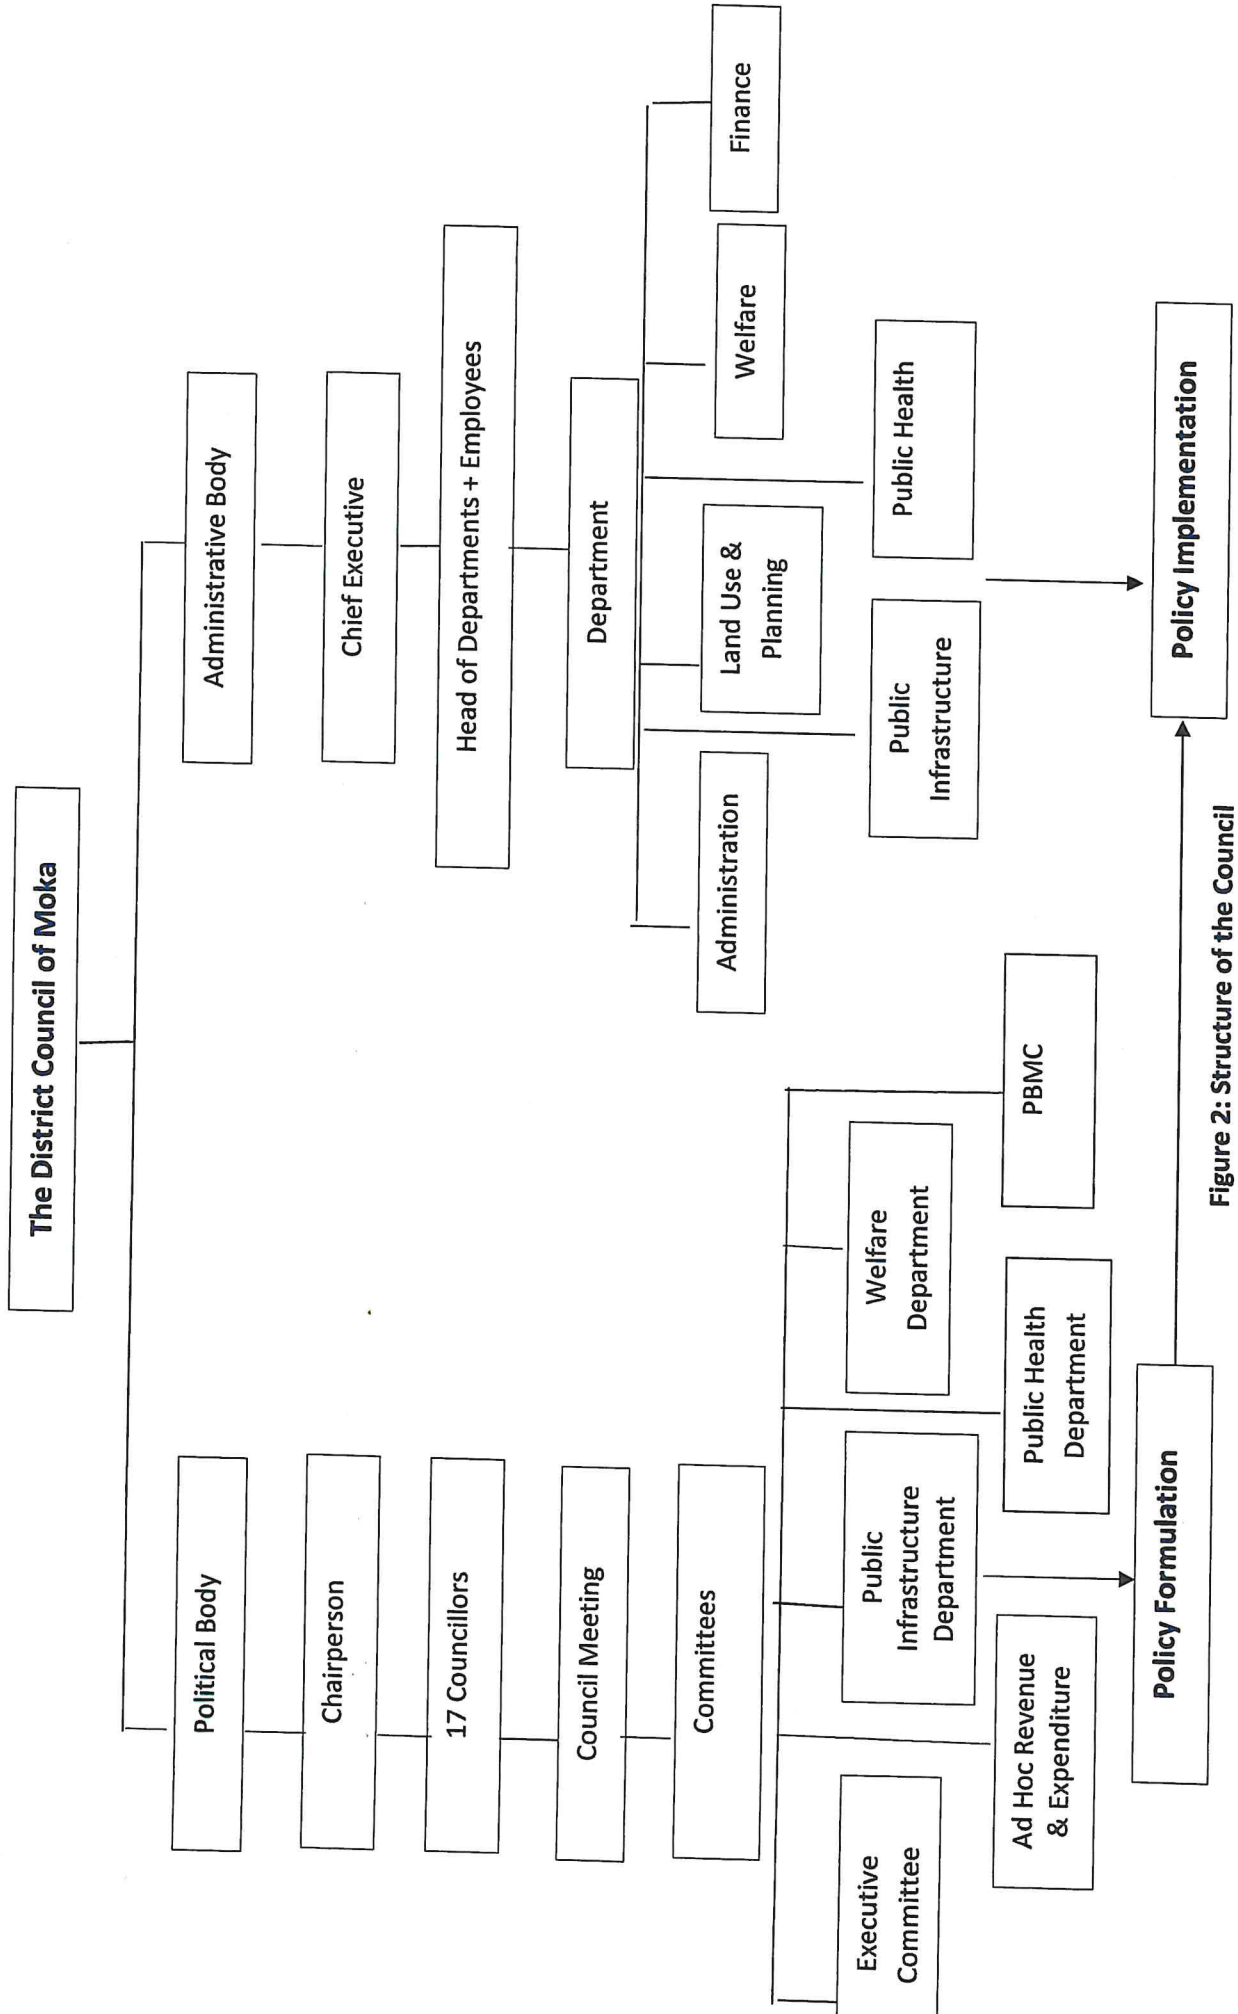 The District Council of Moka
Political Body
Chairperson
17 Councillors
Council Meeting
Committees
Executive
Committee
Ad Hoc Revenue
& Expenditure
Public
Infrastructure
Department
Public Health
Department
Welfare
Department
PBMC
Policy Formulation
Administrative Body
Chief Executive
Head of Departments + Employees
Department
Administration
Public
Infrastructure
Land Use &
Planning
Public Health
Welfare
Finance
Policy Implementation
Figure 2: Structure of the Council